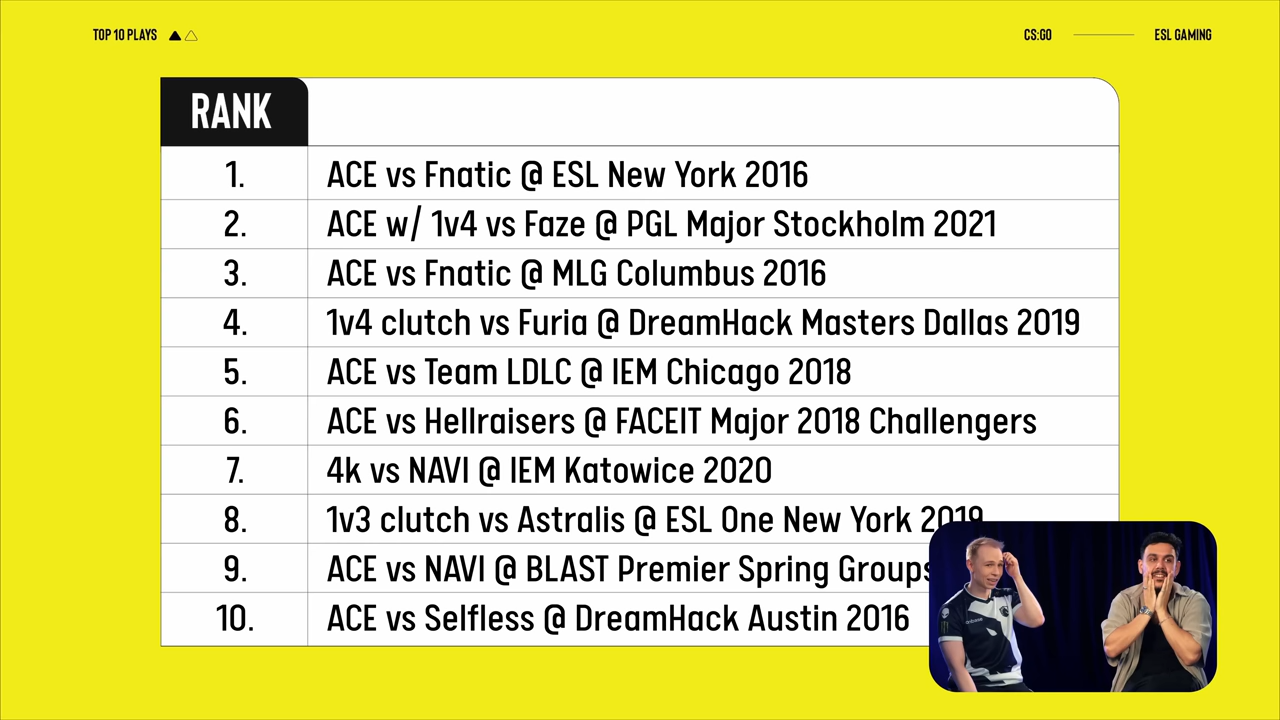 TOP 10 PLAYS
CS:GO
ESL GAMING
RANK
1. ACE vs Fnatic @ ESL New York 2016
2. ACE w/ 1v4 vs Faze @ PGL Major Stockholm 2021
3. ACE vs Fnatic @ MLG Columbus 2016
4. 1v4 clutch vs Furia @ DreamHack Masters Dallas 2019
5. ACE vs Team LDLC @ IEM Chicago 2018
6. ACE vs Hellraisers @ FACEIT Major 2018 Challengers
7. 4k vs NAVI @ IEM Katowice 2020
8. 1v3 clutch vs Astralis @ ESL One New York 2019
9. ACE vs NAVI @ BLAST Premier Spring Groups
10. ACE vs Selfless @ DreamHack Austin 2016